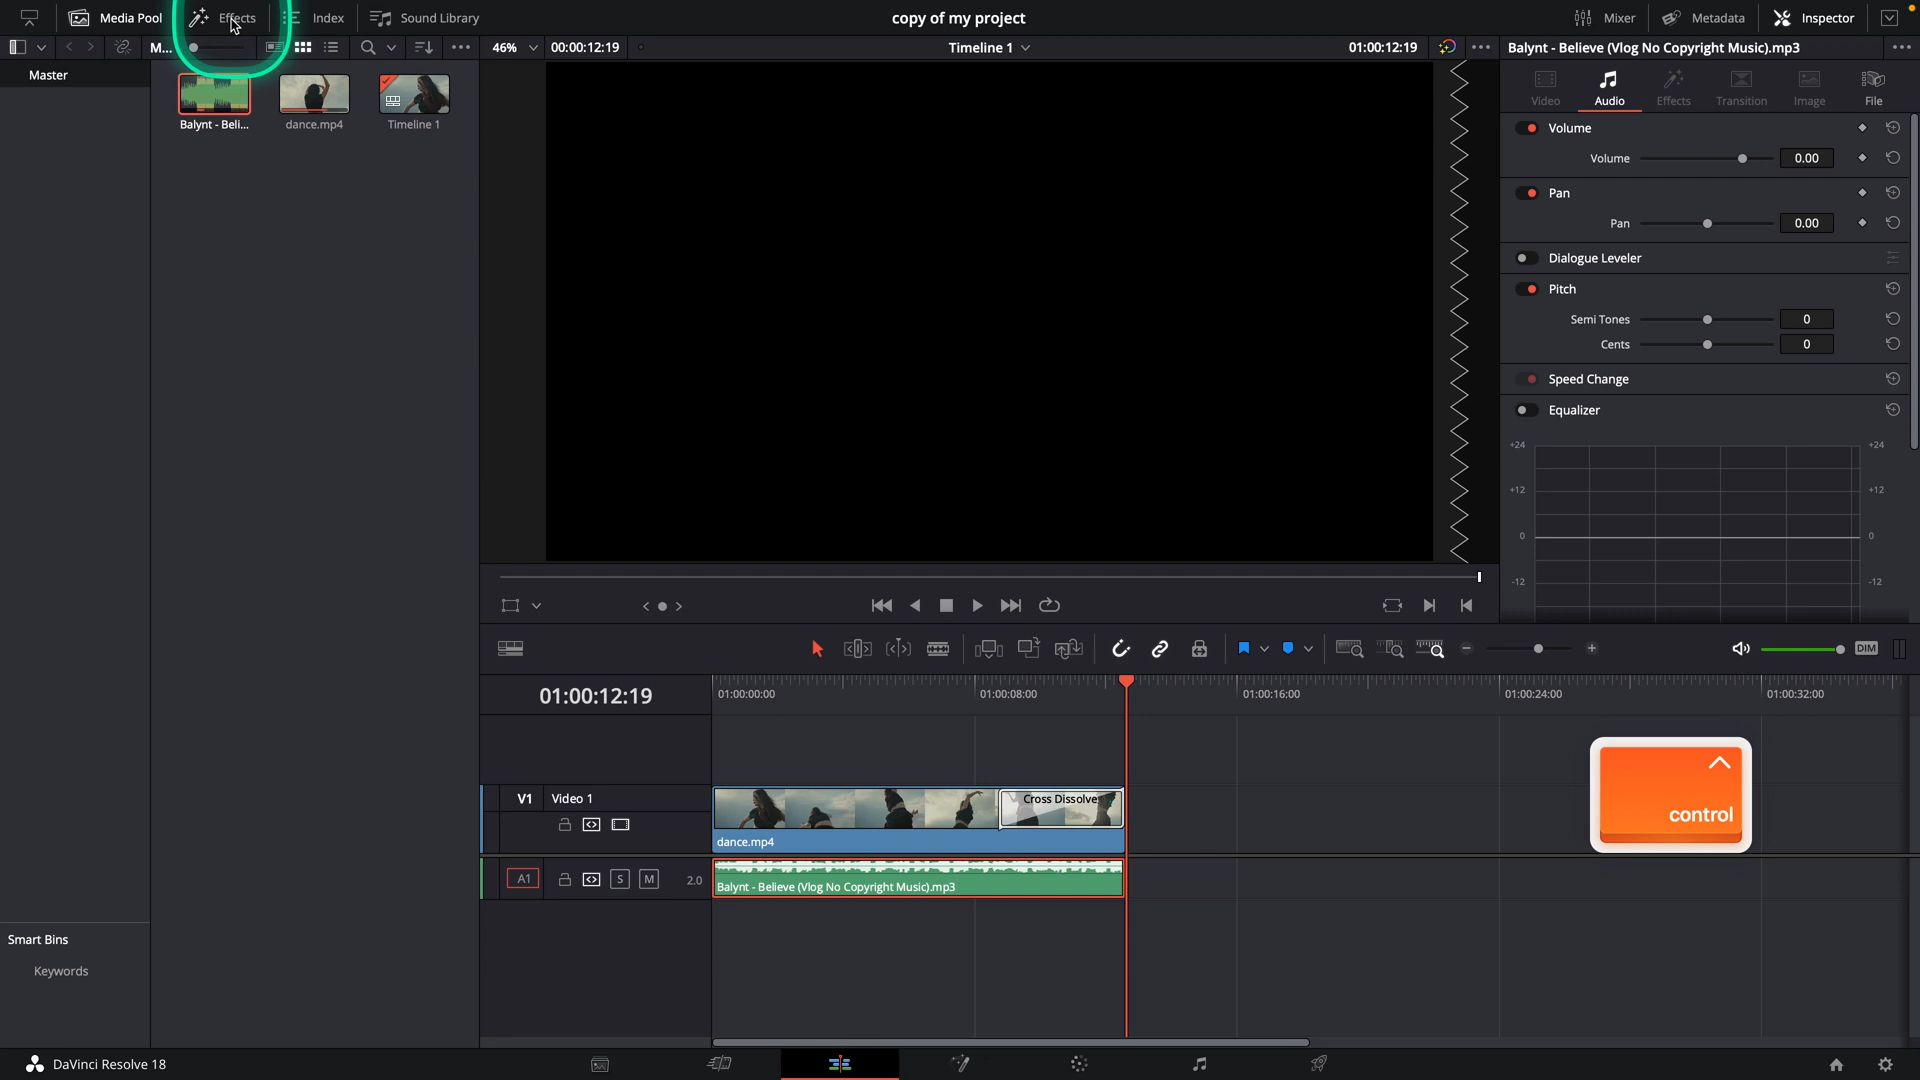 Media Pool
Effects
Index
Sound Library
copy of my project
Mixer
Metadata
Inspector
M...
46%
00:00:12:19
Timeline 1
01:00:12:19
Balynt - Believe (Vlog No Copyright Music).mp3
Master
Balynt - Beli...
dance.mp4
Timeline 1
Video
Audio
Effects
Transition
Image
File
Volume
Volume
0.00
Pan
Pan
0.00
Dialogue Leveler
Pitch
Semi Tones
0
Cents
0
Speed Change
Equalizer
+24
+24
+12
+12
0
0
-12
-12
DIM
01:00:12:19
01:00:00:00
01:00:08:00
01:00:16:00
01:00:24:00
01:00:32:00
V1
Video 1
Cross Dissolve
dance.mp4
A1
S
M
2.0
Balynt - Believe (Vlog No Copyright Music).mp3
control
Smart Bins
Keywords
DaVinci Resolve 18